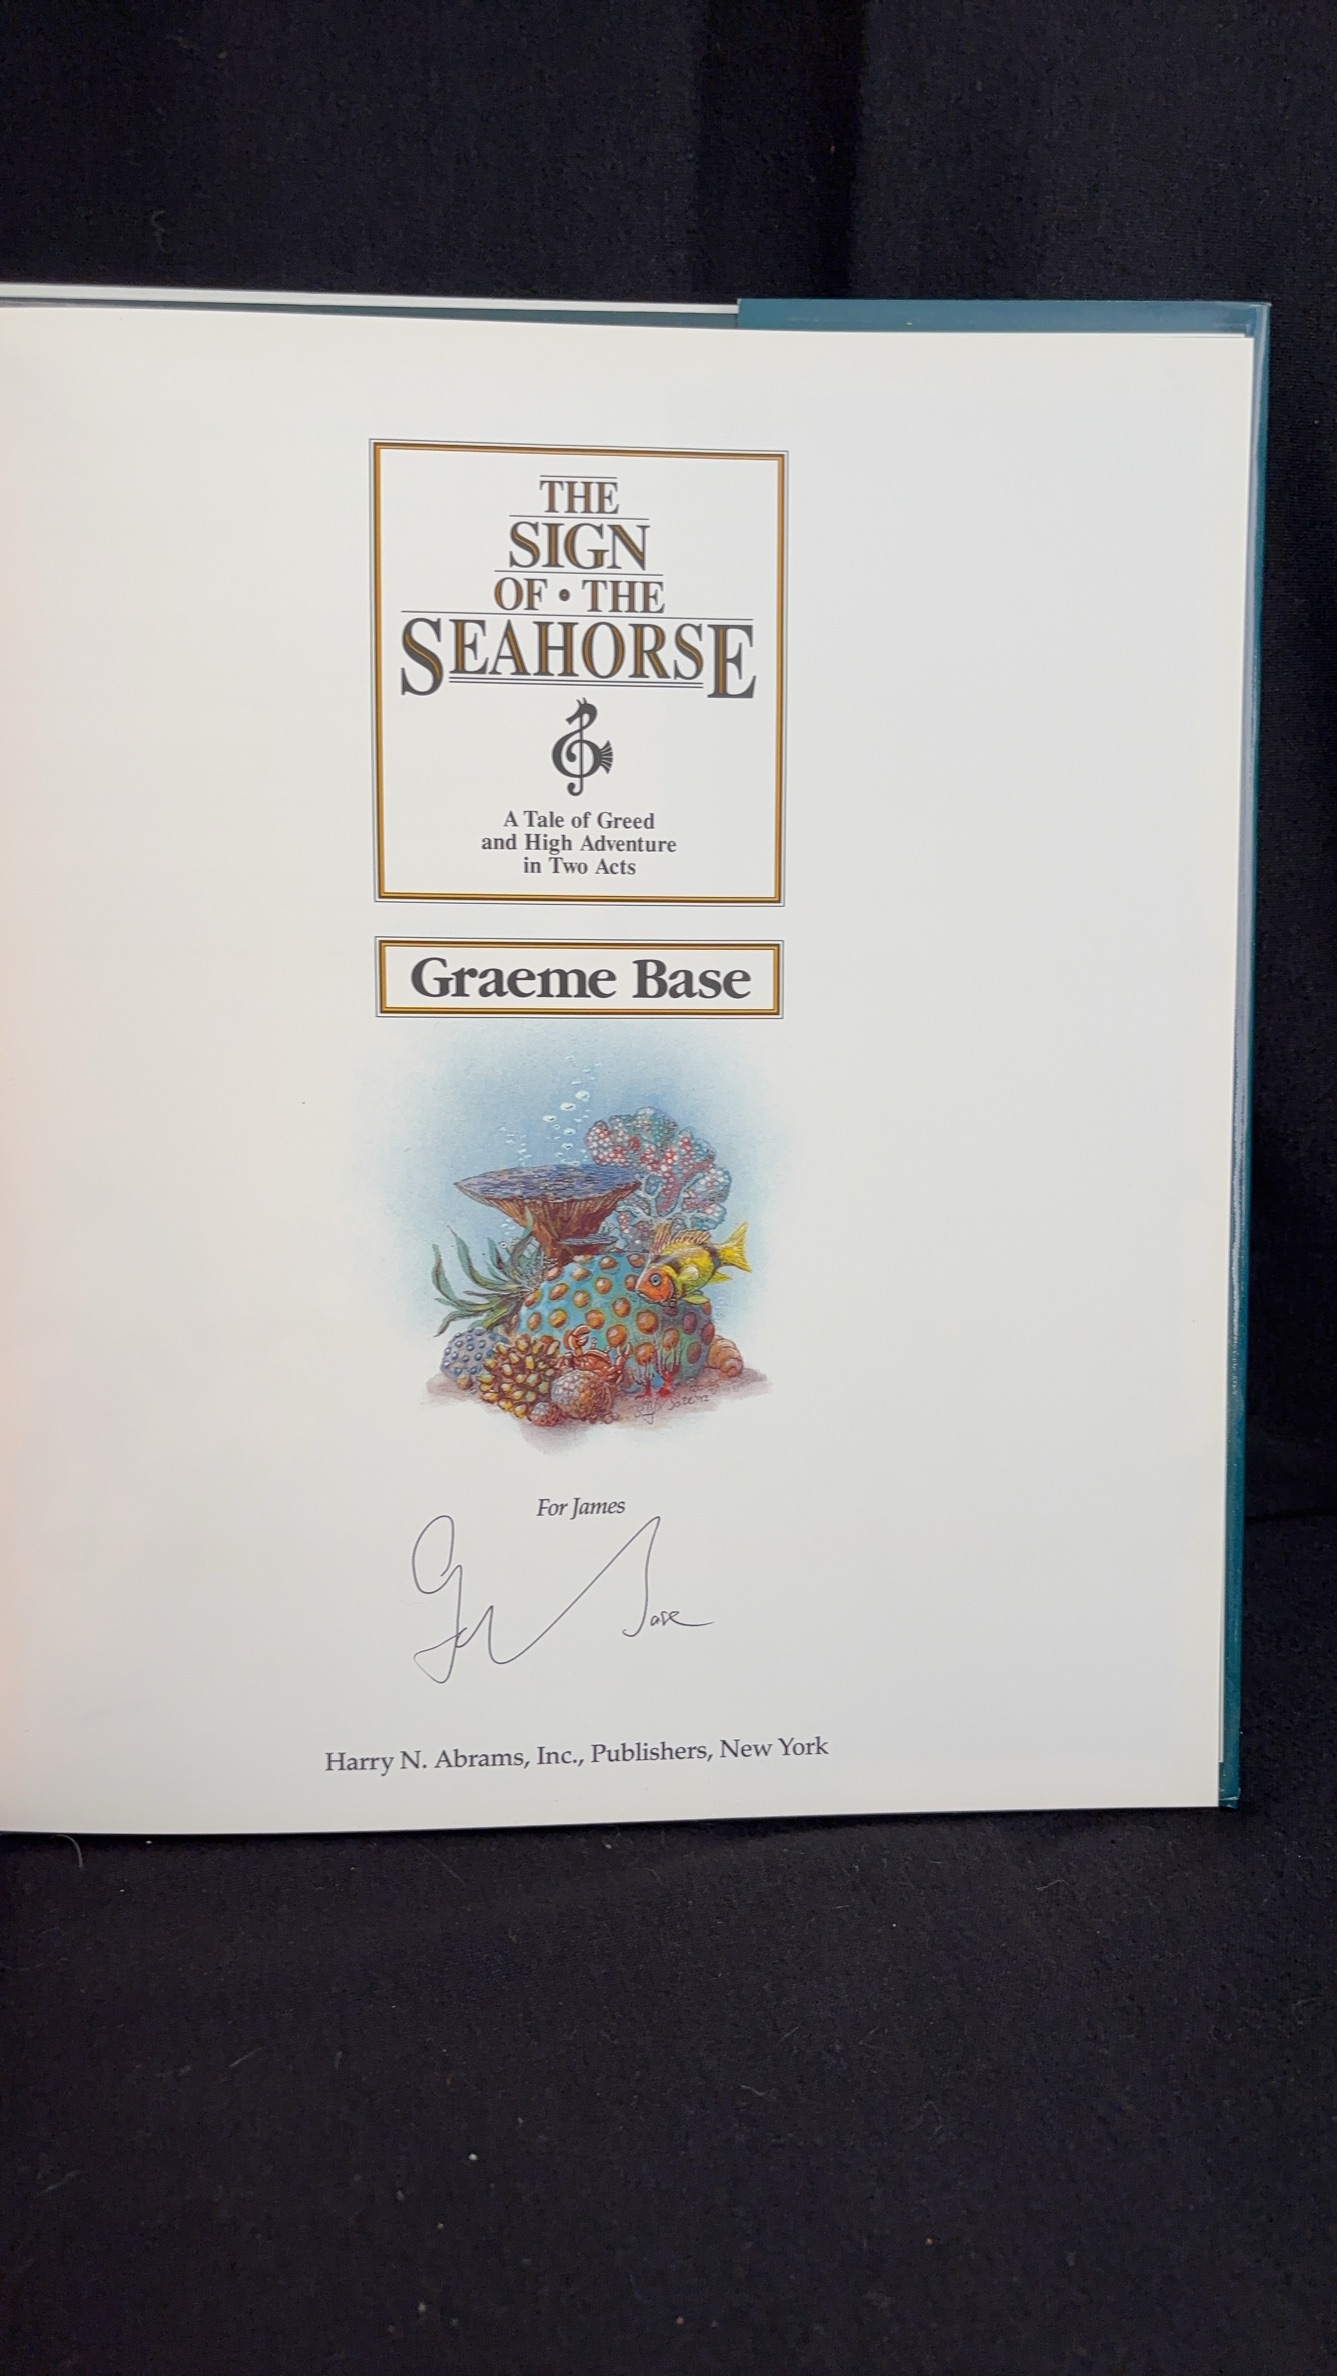 THE
SIGN
OF • THE
SEAHORSE
A Tale of Greed
and High Adventure
in Two Acts
Graeme Base
For James
Harry N. Abrams, Inc., Publishers, New York